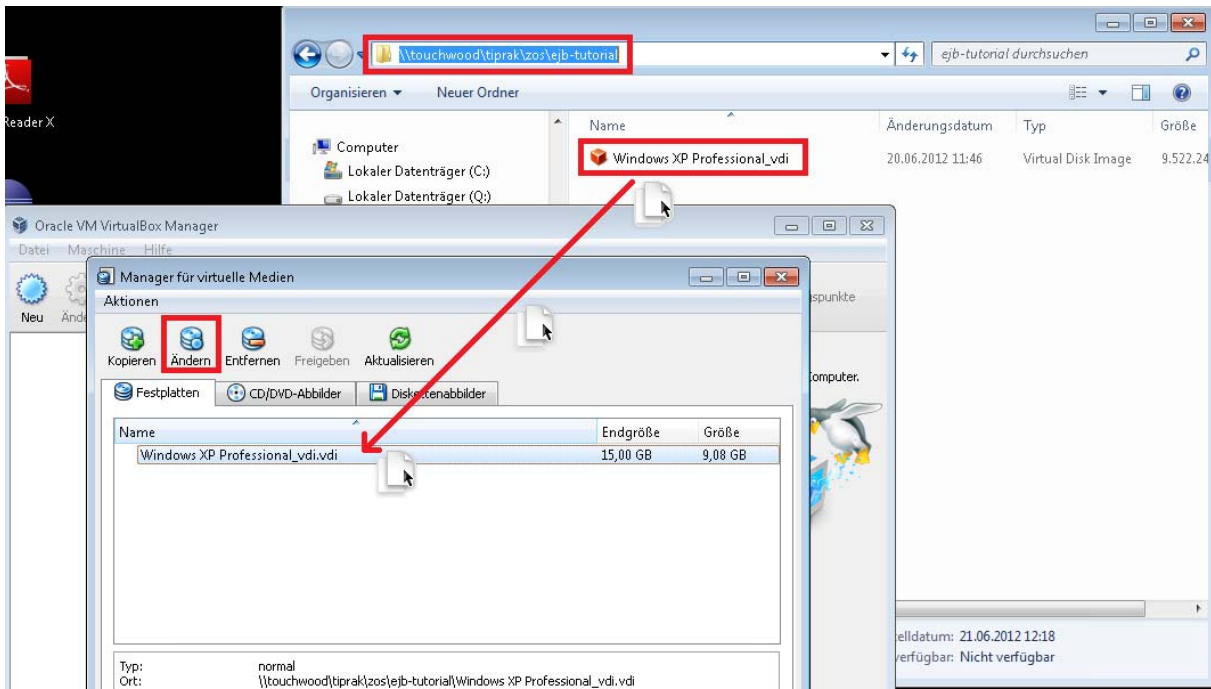 \\touchwood\tiprak\zos\ejb-tutorial
ejb-tutorial durchsuchen
Organisieren
Neuer Ordner
Reader X
Name
Änderungsdatum
Typ
Größe
Computer
Lokaler Datenträger (C:)
Lokaler Datenträger (Q:)
Windows XP Professional_vdi
20.06.2012 11:46
Virtual Disk Image
9.522.24
Oracle VM VirtualBox Manager
Datei Maschine Hilfe
Neu
Manager für virtuelle Medien
Aktionen
Kopieren Ändern Entfernen Freigeben Aktualisieren
Festplatten
CD/DVD-Abbilder
Diskettenabbilder
Name
Endgröße
Größe
Windows XP Professional_vdi.vdi
15,00 GB
9,08 GB
Typ: normal
Ort: \\touchwood\tiprak\zos\ejb-tutorial\Windows XP Professional_vdi.vdi
spunkte
omputer.
elldatum: 21.06.2012 12:18
verfügbar: Nicht verfügbar